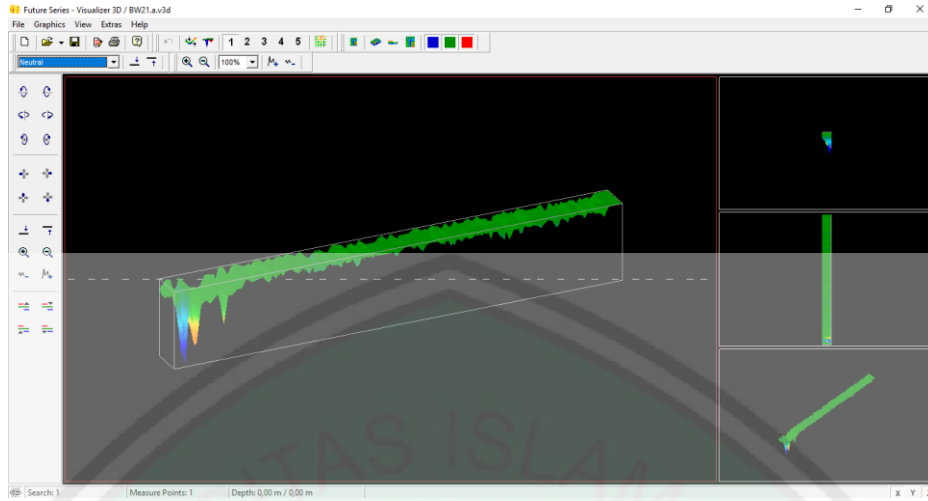 Future Series - Visualizer 3D / BW21.a.v3d
File Graphics View Extras Help
1 2 3 4 5
Neutral 100%
ITAS ISLAM
Search: 1 Measure Points: 1 Depth: 0,00 m / 0,00 m X Y